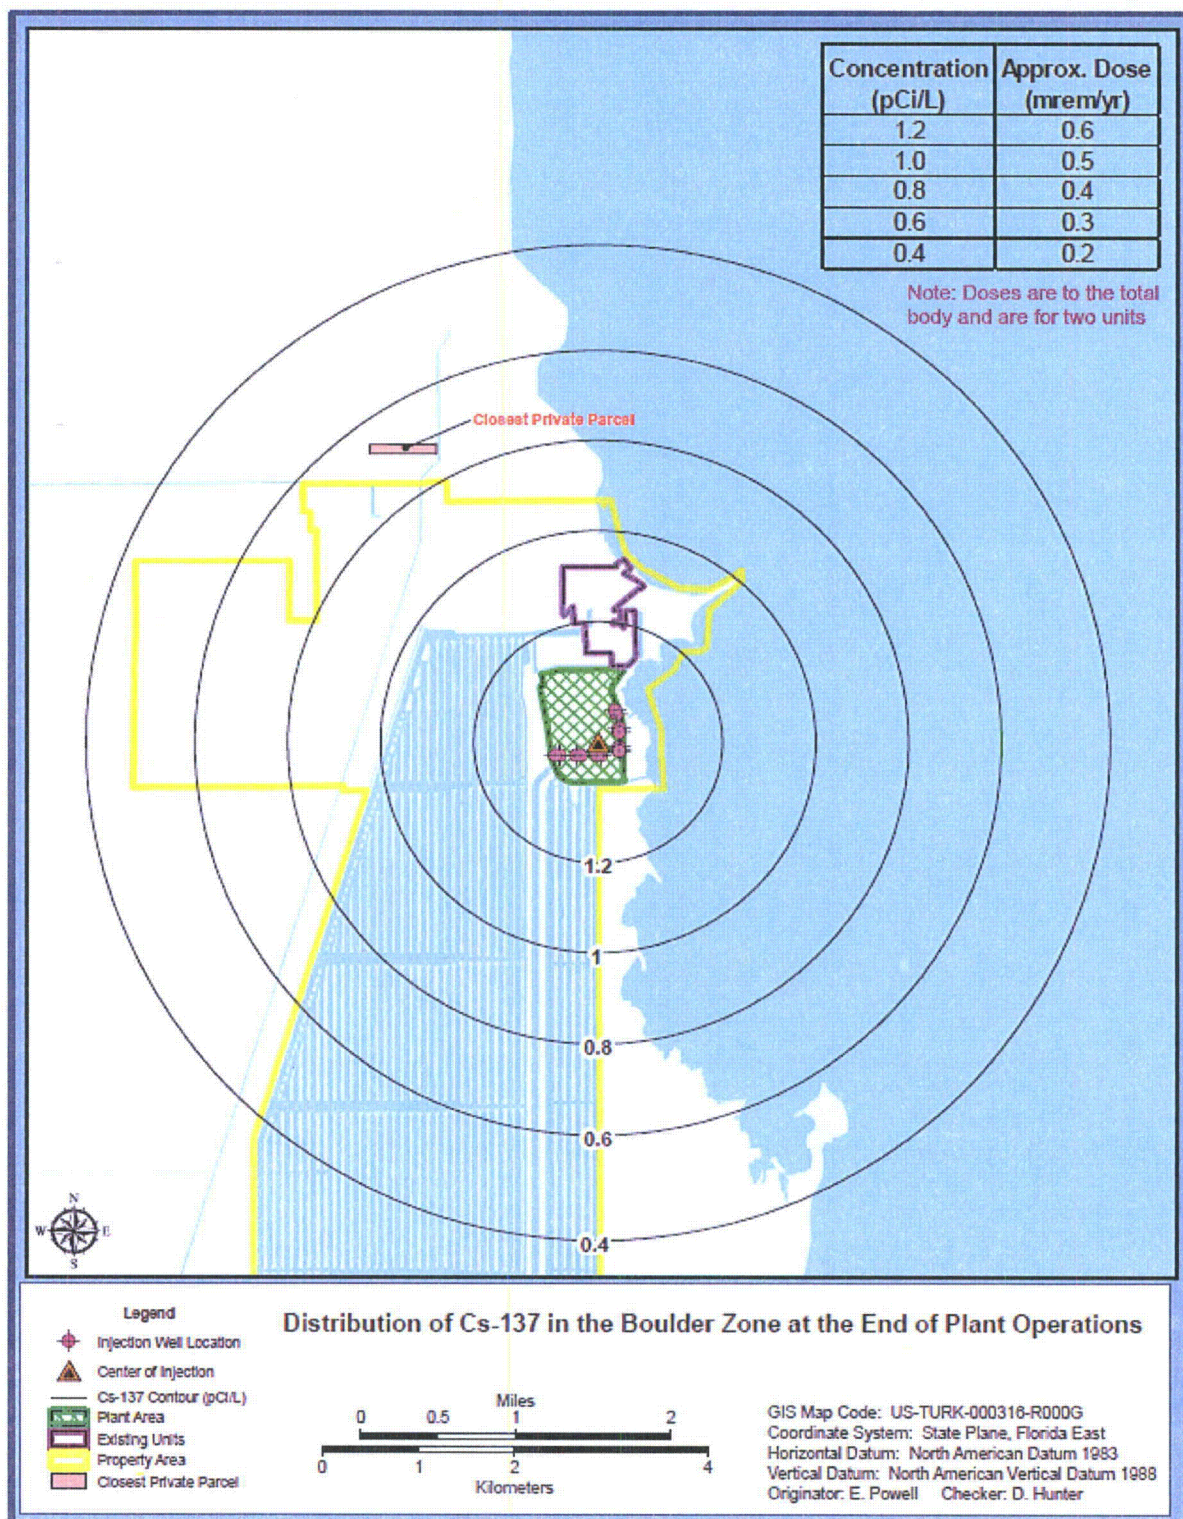 Concentration (pCi/L) Approx. Dose (mrem/yr)
1.2 0.6
1.0 0.5
0.8 0.4
0.6 0.3
0.4 0.2
Note: Doses are to the total
body and are for two units
Closest Private Parcel
1.2
1
0.8
0.6
0.4
N
W E
S
Legend
Injection Well Location
Center of Injection
Cs-137 Contour (pCi/L)
Plant Area
Existing Units
Property Area
Closest Private Parcel
Distribution of Cs-137 in the Boulder Zone at the End of Plant Operations
Miles
0 0.5 1 2
0 1 2 4
Kilometers
GIS Map Code: US-TURK-000316-R000G
Coordinate System: State Plane, Florida East
Horizontal Datum: North American Datum 1983
Vertical Datum: North American Vertical Datum 1988
Originator: E. Powell Checker: D. Hunter